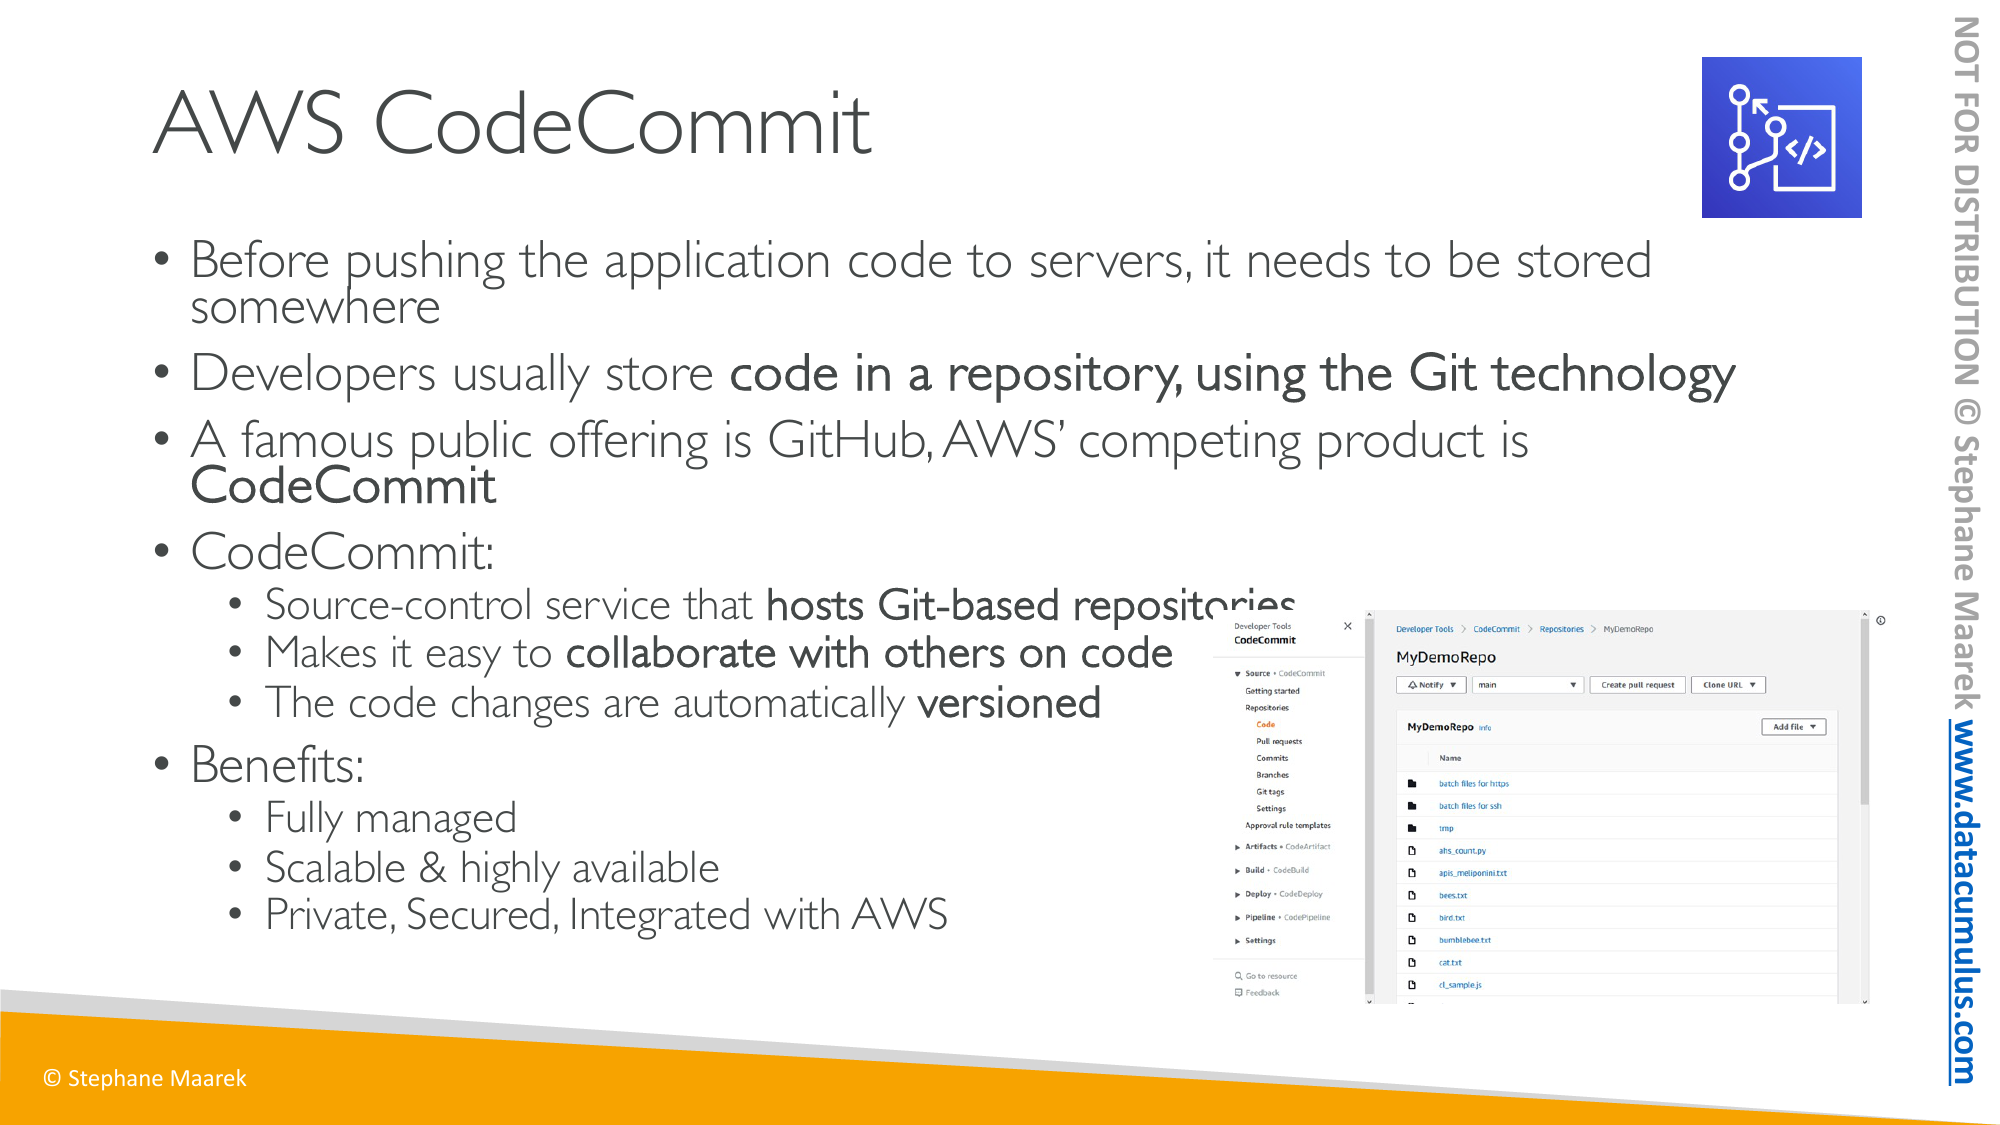 AWS CodeCommit
• Before pushing the application code to servers, it needs to be stored
somewhere
• Developers usually store code in a repository, using the Git technology
• A famous public offering is GitHub, AWS’ competing product is
CodeCommit
• CodeCommit:
• Source-control service that hosts Git-based repositories
• Makes it easy to collaborate with others on code
• The code changes are automatically versioned
• Benefits:
• Fully managed
• Scalable & highly available
• Private, Secured, Integrated with AWS
Developer Tools
CodeCommit
Source • CodeCommit
Getting started
Repositories
Code
Pull requests
Commits
Branches
Git tags
Settings
Approval rule templates
Artifacts • CodeArtifact
Build • CodeBuild
Deploy • CodeDeploy
Pipeline • CodePipeline
Settings
Go to resource
Feedback
Developer Tools > CodeCommit > Repositories > MyDemoRepo
MyDemoRepo
Notify main Create pull request Clone URL
MyDemoRepo Info Add file
Name
batch files for https
batch files for ssh
tmp
ahs_count.py
apis_meliponini.txt
bees.txt
bird.txt
bumblebee.txt
cat.txt
cl_sample.js
© Stephane Maarek
NOT FOR DISTRIBUTION © Stephane Maarek www.datacumulus.com